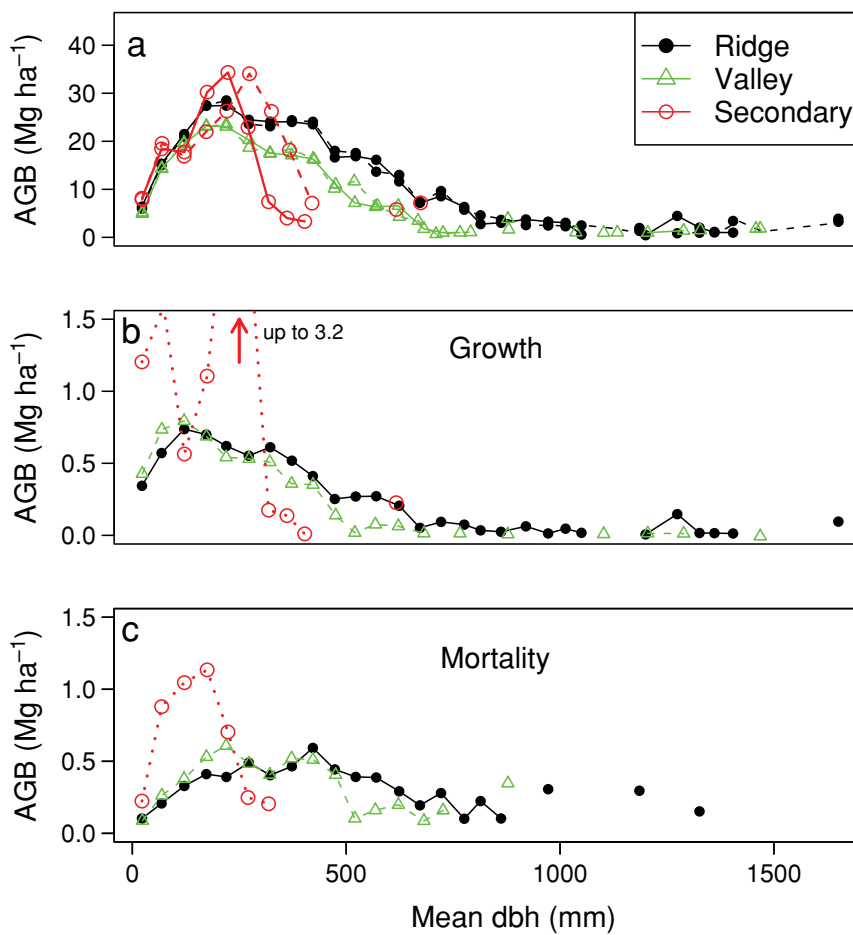 a
AGB (Mg ha⁻¹)
40
30
20
10
0
Ridge
Valley
Secondary
b
AGB (Mg ha⁻¹)
1.5
1.0
0.5
0.0
up to 3.2
Growth
c
AGB (Mg ha⁻¹)
1.5
1.0
0.5
0.0
Mortality
0 500 1000 1500
Mean dbh (mm)